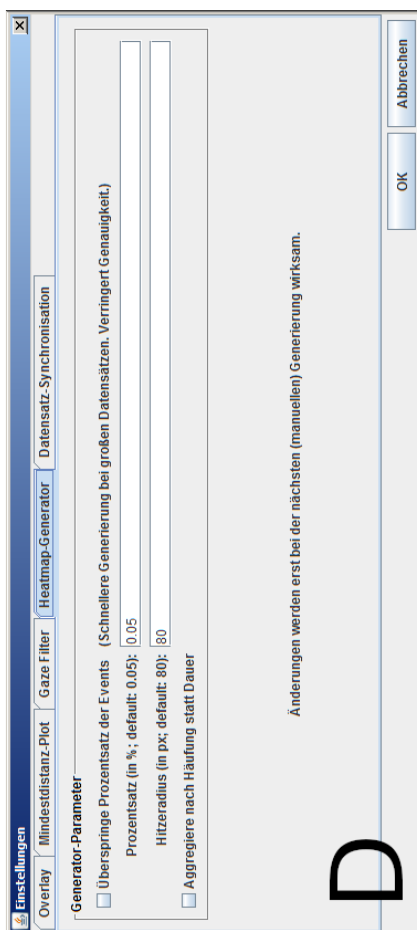 Einstellungen
Overlay Mindestdistanz-Plot Gaze Filter Heatmap-Generator Datensatz-Synchronisation
Generator-Parameter
Überspringe Prozentsatz der Events (Schnellere Generierung bei großen Datensätzen. Verringert Genauigkeit.)
Prozentsatz (in %; default: 0.05): 0.05
Hitzeradius (in px; default: 80): 80
Aggregiere nach Häufung statt Dauer
Änderungen werden erst bei der nächsten (manuellen) Generierung wirksam.
OK Abbrechen
D